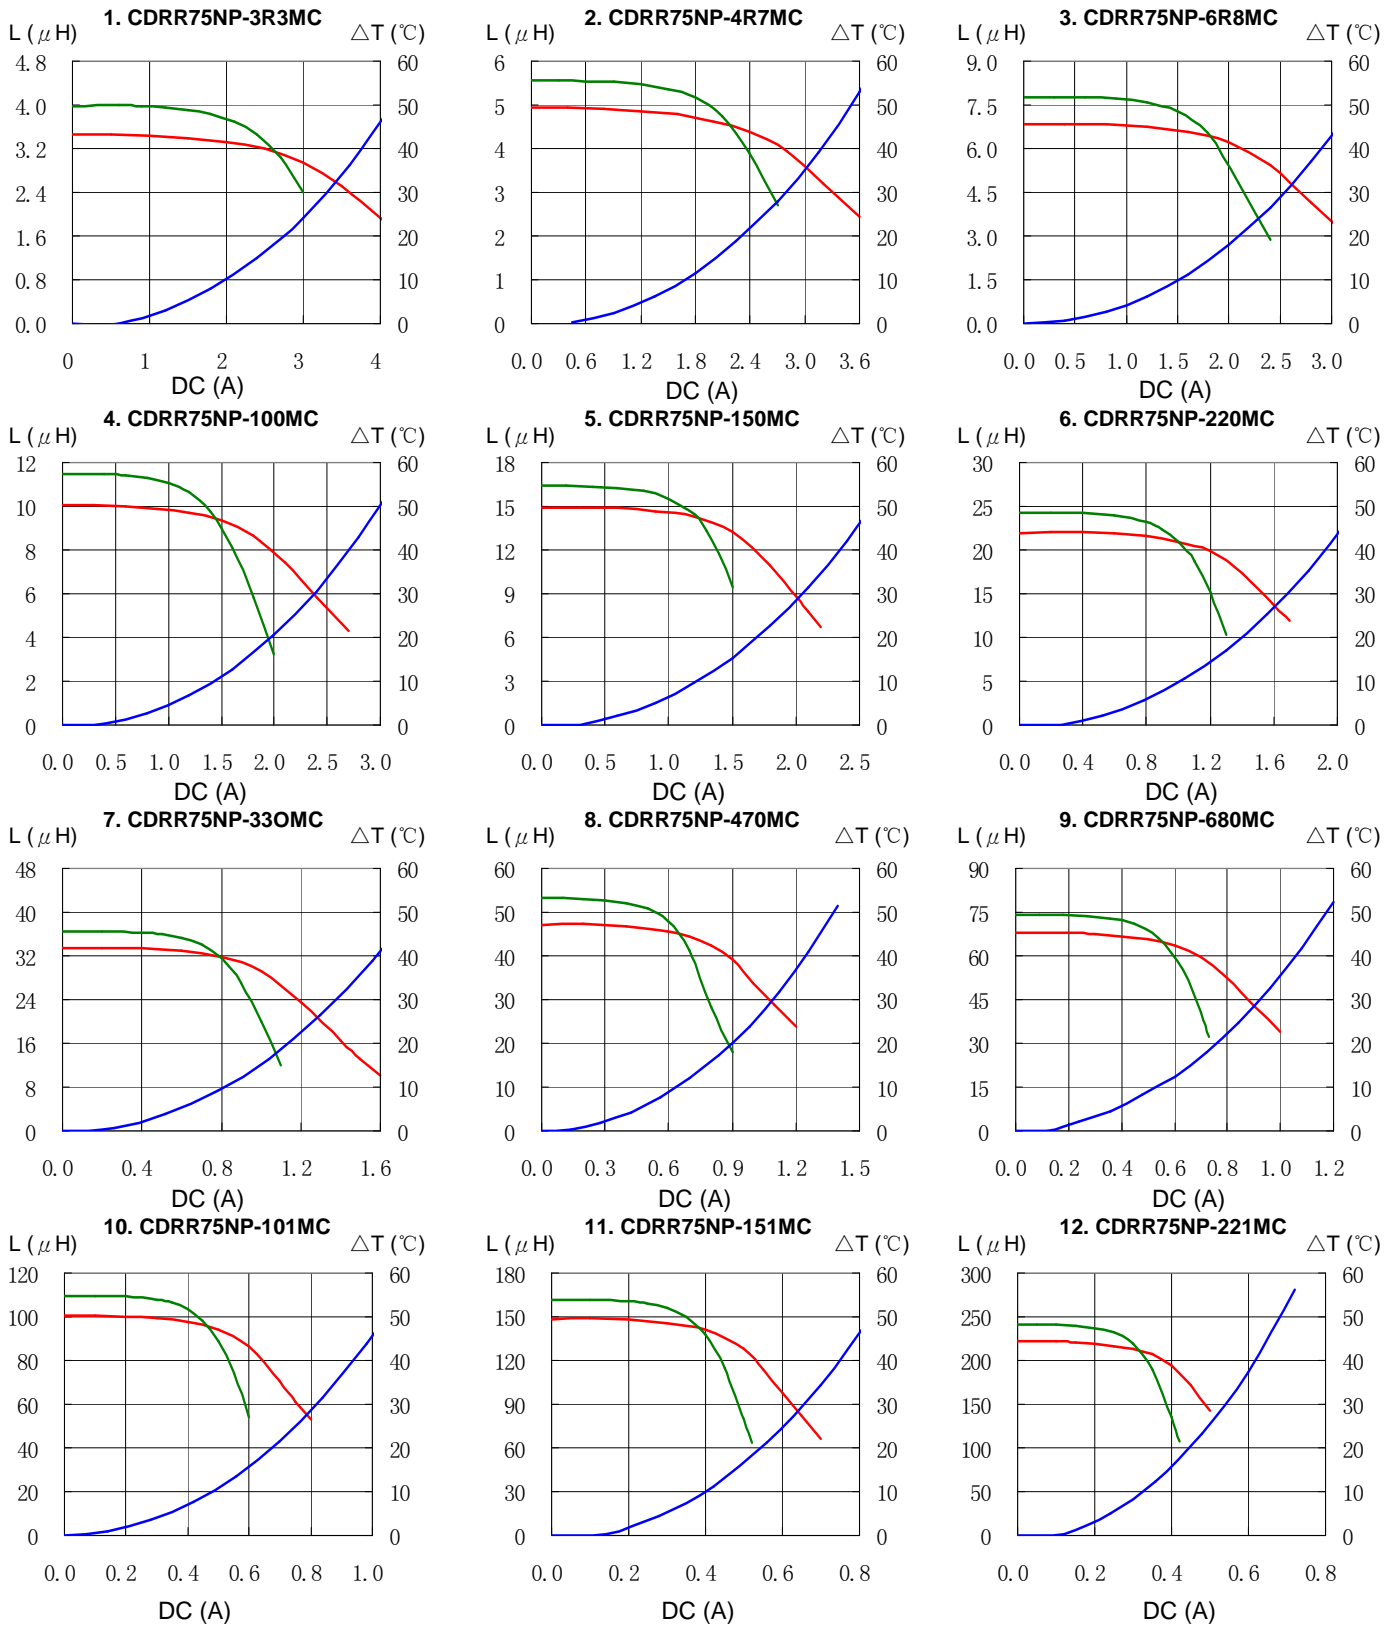 1. CDRR75NP-3R3MC
L (μH) △T (℃)
4.8 60
4.0 50
3.2 40
2.4 30
1.6 20
0.8 10
0.0 0
0 1 2 3 4
DC (A)
2. CDRR75NP-4R7MC
L (μH) △T (℃)
6 60
5 50
4 40
3 30
2 20
1 10
0 0
0.0 0.6 1.2 1.8 2.4 3.0 3.6
DC (A)
3. CDRR75NP-6R8MC
L (μH) △T (℃)
9.0 60
7.5 50
6.0 40
4.5 30
3.0 20
1.5 10
0.0 0
0.0 0.5 1.0 1.5 2.0 2.5 3.0
DC (A)
4. CDRR75NP-100MC
L (μH) △T (℃)
12 60
10 50
8 40
6 30
4 20
2 10
0 0
0.0 0.5 1.0 1.5 2.0 2.5 3.0
DC (A)
5. CDRR75NP-150MC
L (μH) △T (℃)
18 60
15 50
12 40
9 30
6 20
3 10
0 0
0.0 0.5 1.0 1.5 2.0 2.5
DC (A)
6. CDRR75NP-220MC
L (μH) △T (℃)
30 60
25 50
20 40
15 30
10 20
5 10
0 0
0.0 0.4 0.8 1.2 1.6 2.0
DC (A)
7. CDRR75NP-33OMC
L (μH) △T (℃)
48 60
40 50
32 40
24 30
16 20
8 10
0 0
0.0 0.4 0.8 1.2 1.6
DC (A)
8. CDRR75NP-470MC
L (μH) △T (℃)
60 60
50 50
40 40
30 30
20 20
10 10
0 0
0.0 0.3 0.6 0.9 1.2 1.5
DC (A)
9. CDRR75NP-680MC
L (μH) △T (℃)
90 60
75 50
60 40
45 30
30 20
15 10
0 0
0.0 0.2 0.4 0.6 0.8 1.0 1.2
DC (A)
10. CDRR75NP-101MC
L (μH) △T (℃)
120 60
100 50
80 40
60 30
40 20
20 10
0 0
0.0 0.2 0.4 0.6 0.8 1.0
DC (A)
11. CDRR75NP-151MC
L (μH) △T (℃)
180 60
150 50
120 40
90 30
60 20
30 10
0 0
0.0 0.2 0.4 0.6 0.8
DC (A)
12. CDRR75NP-221MC
L (μH) △T (℃)
300 60
250 50
200 40
150 30
100 20
50 10
0 0
0.0 0.2 0.4 0.6 0.8
DC (A)